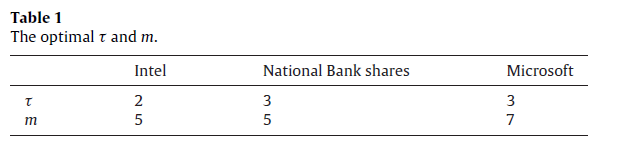 Table 1
The optimal τ and m.
Intel National Bank shares Microsoft
τ 2 3 3
m 5 5 7